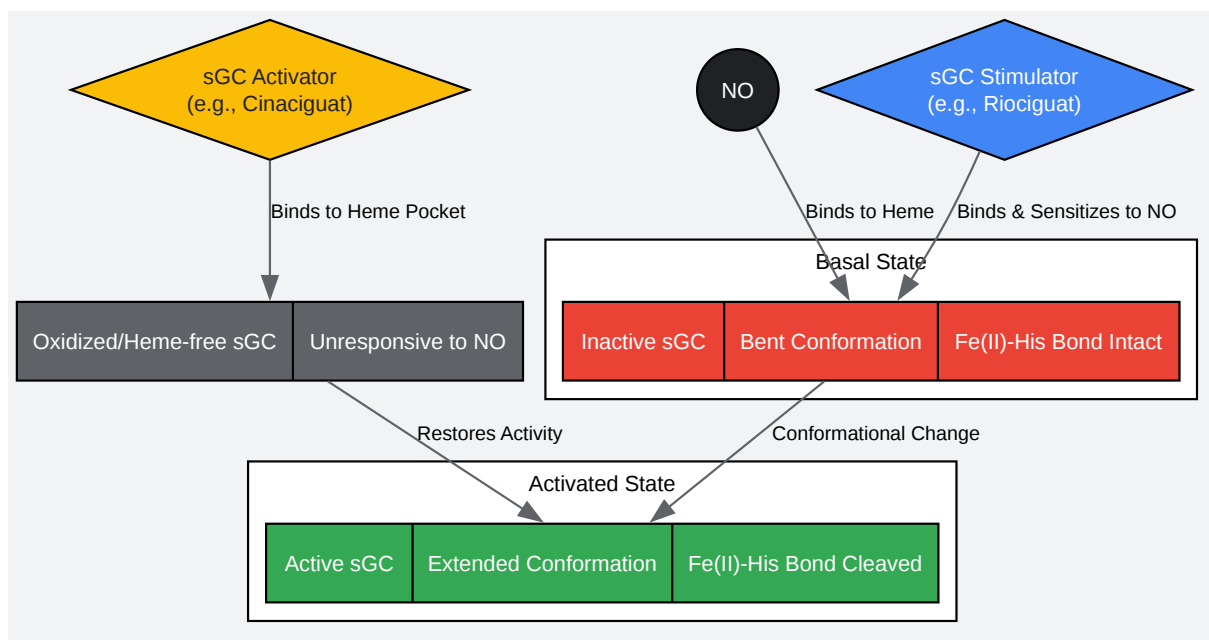 sGC Activator
(e.g., Cinaciguat)
NO
sGC Stimulator
(e.g., Riociguat)
Binds to Heme Pocket
Binds to Heme
Binds & Sensitizes to NO
Basal State
Oxidized/Heme-free sGC
Unresponsive to NO
Inactive sGC
Bent Conformation
Fe(II)-His Bond Intact
Restores Activity
Conformational Change
Activated State
Active sGC
Extended Conformation
Fe(II)-His Bond Cleaved